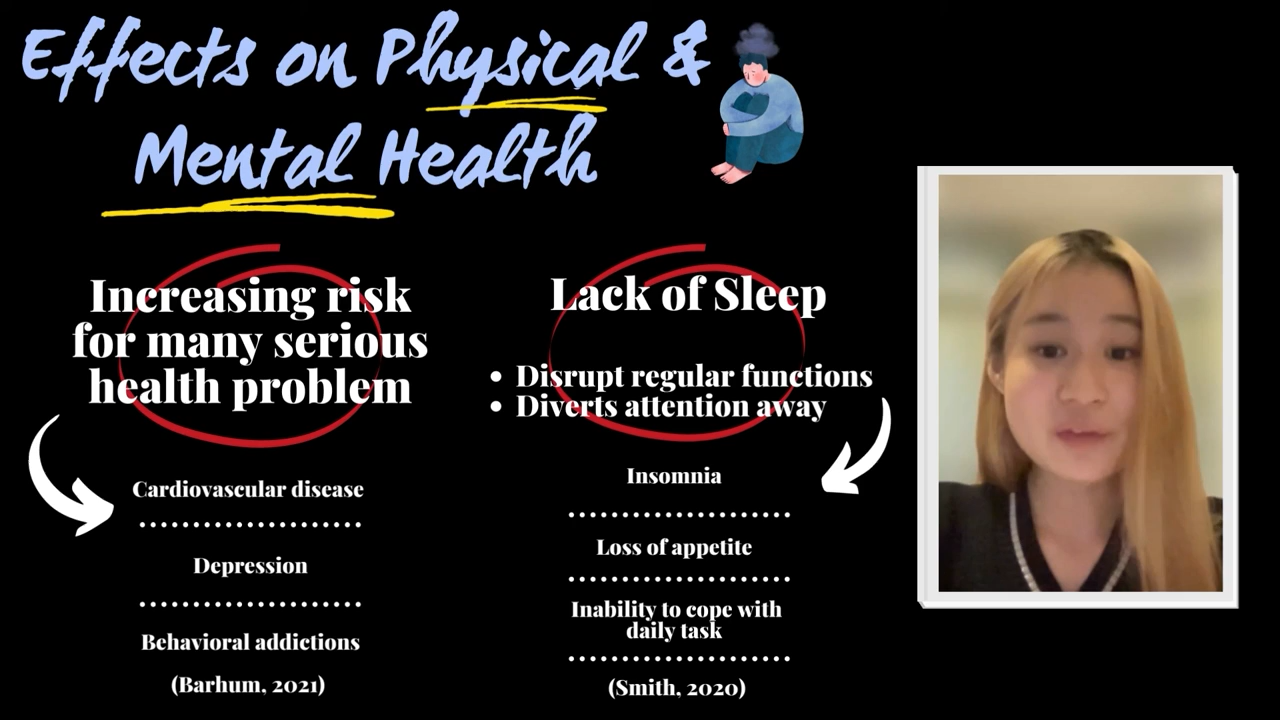 Effects on Physical &
Mental Health
Increasing risk
for many serious
health problem
Cardiovascular disease
Depression
Behavioral addictions
(Barhum, 2021)
Lack of Sleep
• Disrupt regular functions
• Diverts attention away
Insomnia
Loss of appetite
Inability to cope with
daily task
(Smith, 2020)